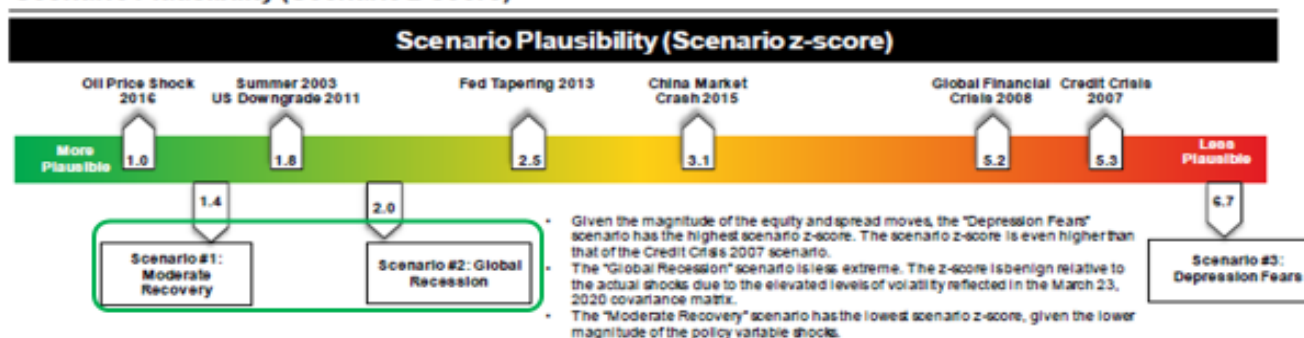 Scenario Plausibility (Scenario z-score)
Oil Price Shock
2016
Summer 2003
US Downgrade 2011
Fed Tapering 2013
China Market
Crash 2015
Global Financial
Crisis 2008
Credit Crisis
2007
More
Plausible
1.0
1.8
2.5
3.1
5.2
5.3
Less
Plausible
1.4
2.0
6.7
Scenario #1:
Moderate
Recovery
Scenario #2: Global
Recession
• Given the magnitude of the equity and spread moves, the "Depression Fears"
scenario has the highest scenario z-score. The scenario z-score is even higher than
that of the Credit Crisis 2007 scenario.
• The "Global Recession" scenario is less extreme. The z-score is benign relative to
the actual shocks due to the elevated levels of volatility reflected in the March 23,
2020 covariance matrix.
• The "Moderate Recovery" scenario has the lowest scenario z-score, given the lower
magnitude of the policy variable shocks.
Scenario #3:
Depression Fears